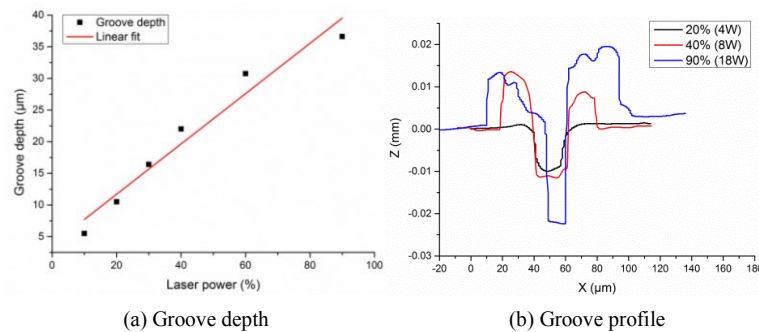 Groove depth
Linear fit
40
35
30
25
20
15
10
5
0
20
40
60
80
100
Groove depth (μm)
Laser power (%)
(a) Groove depth
20% (4W)
40% (8W)
90% (18W)
0.02
0.01
0.00
-0.01
-0.02
-0.03
-20
0
20
40
60
80
100
120
140
160
Z (mm)
X (μm)
(b) Groove profile